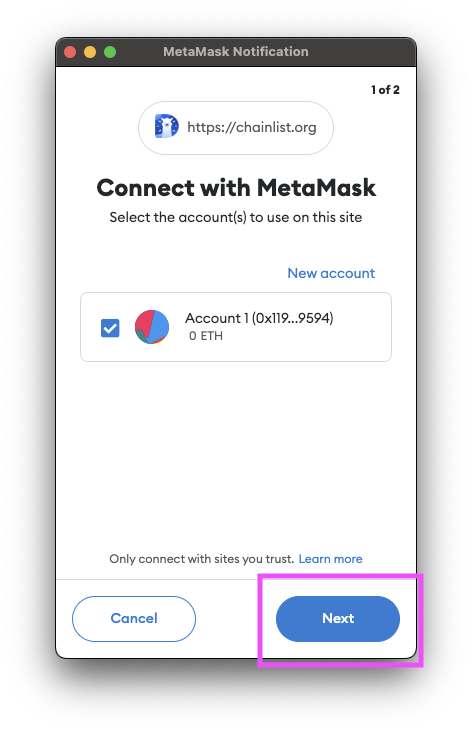 MetaMask Notification
1 of 2
https://chainlist.org
Connect with MetaMask
Select the account(s) to use on this site
New account
Account 1 (0x119...9594)
0 ETH
Only connect with sites you trust. Learn more
Cancel
Next